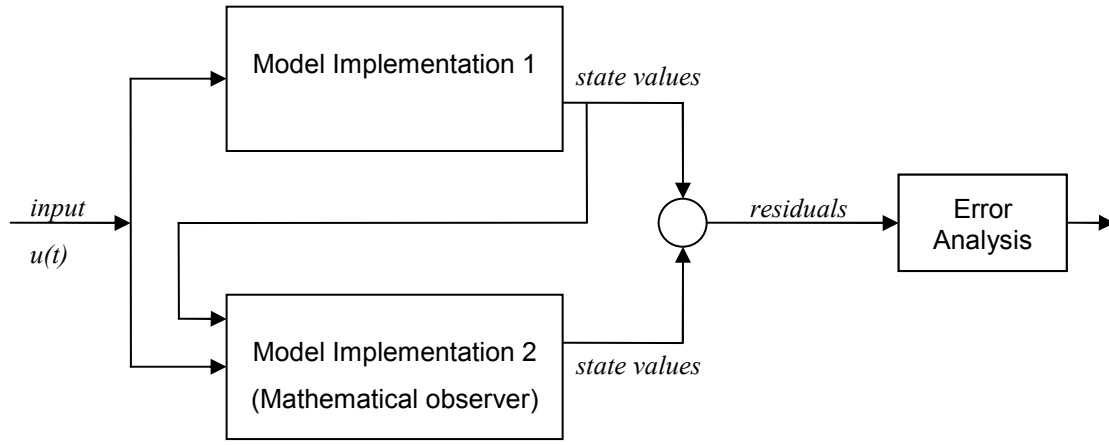 Model Implementation 1
state values
input
u(t)
residuals
Error
Analysis
Model Implementation 2
(Mathematical observer)
state values